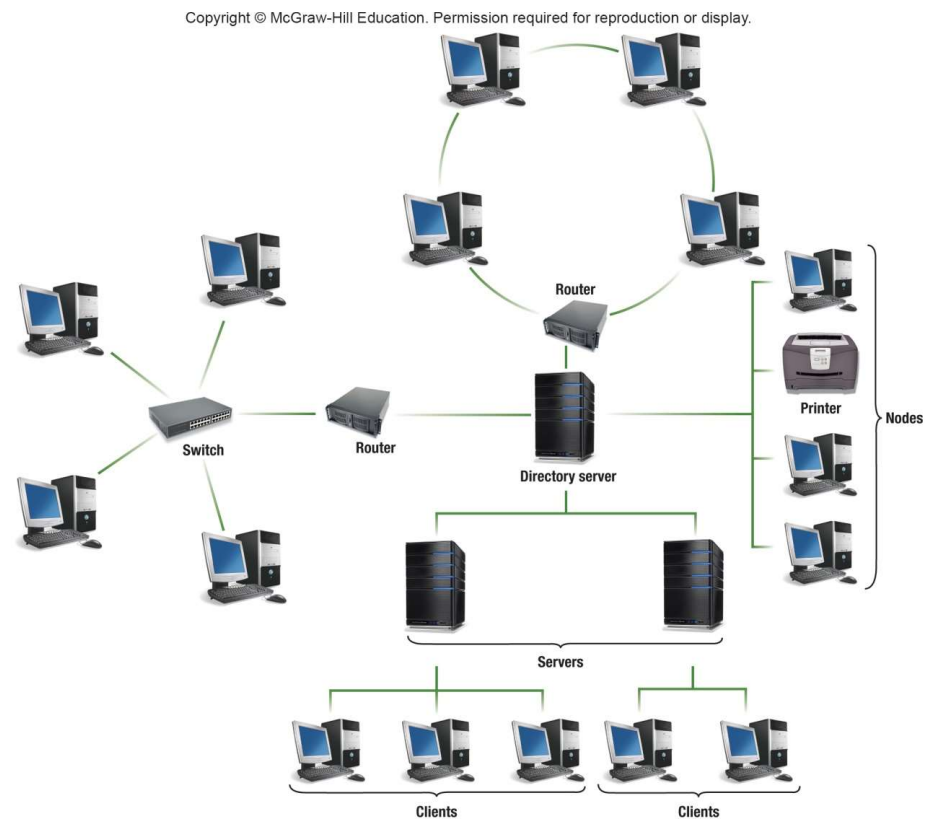 Copyright © McGraw-Hill Education. Permission required for reproduction or display.
Router
Printer
Nodes
Switch
Router
Directory server
Servers
Clients
Clients